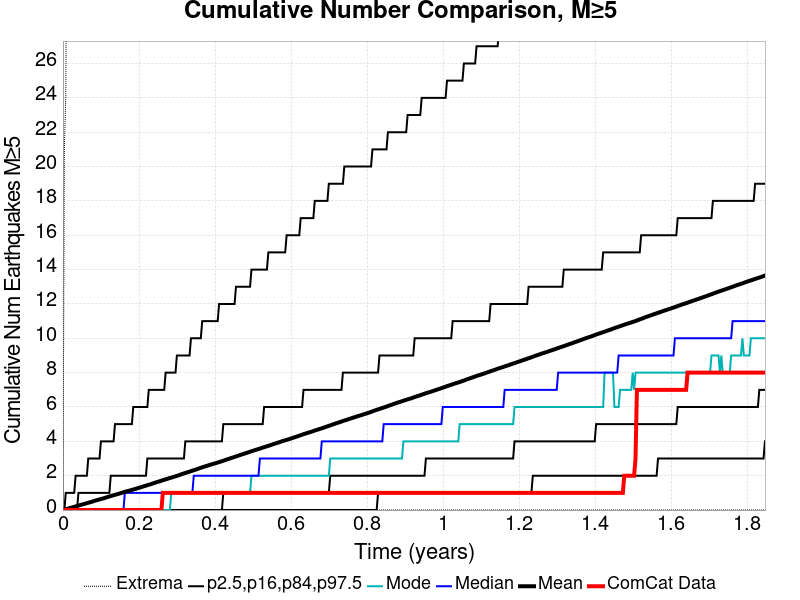 Cumulative Number Comparison, M≥5
Cumulative Num Earthquakes M≥5
26
24
22
20
18
16
14
12
10
8
6
4
2
0
0 0.2 0.4 0.6 0.8 1 1.2 1.4 1.6 1.8
Time (years)
Extrema p2.5,p16,p84,p97.5 Mode Median Mean ComCat Data